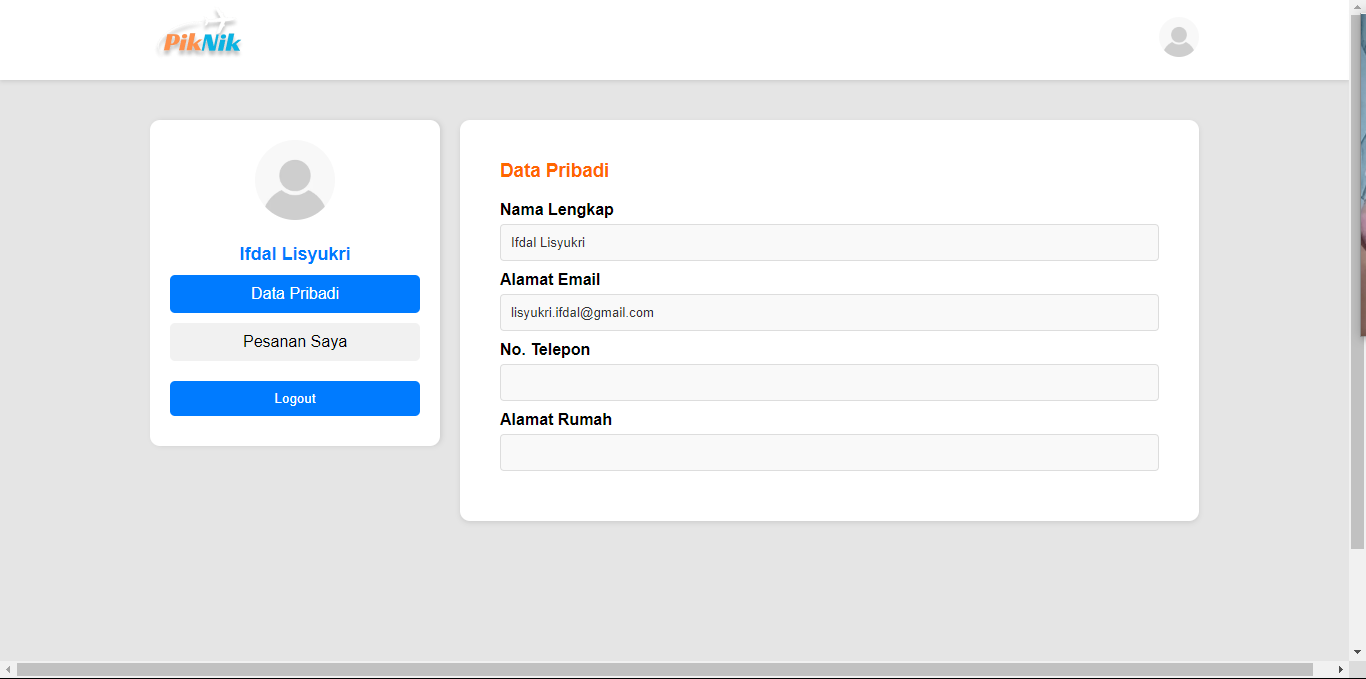 PikNik
Ifdal Lisyukri
Data Pribadi
Pesanan Saya
Logout
Data Pribadi
Nama Lengkap
Ifdal Lisyukri
Alamat Email
lisyukri.ifdal@gmail.com
No. Telepon
Alamat Rumah